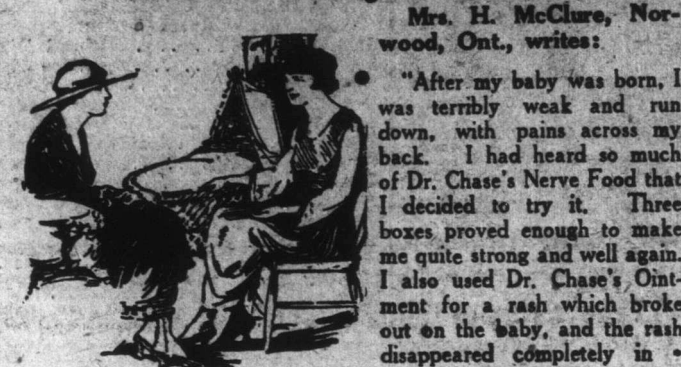 Mrs. H. McClure, Nor-
wood, Ont., writes:
"After my baby was born, I
was terribly weak and run
down, with pains across my
back. I had heard so much
of Dr. Chase's Nerve Food that
I decided to try it. Three
boxes proved enough to make
me quite strong and well again.
I also used Dr. Chase's Oint-
ment for a rash which broke
out on the baby, and the rash
disappeared completely in